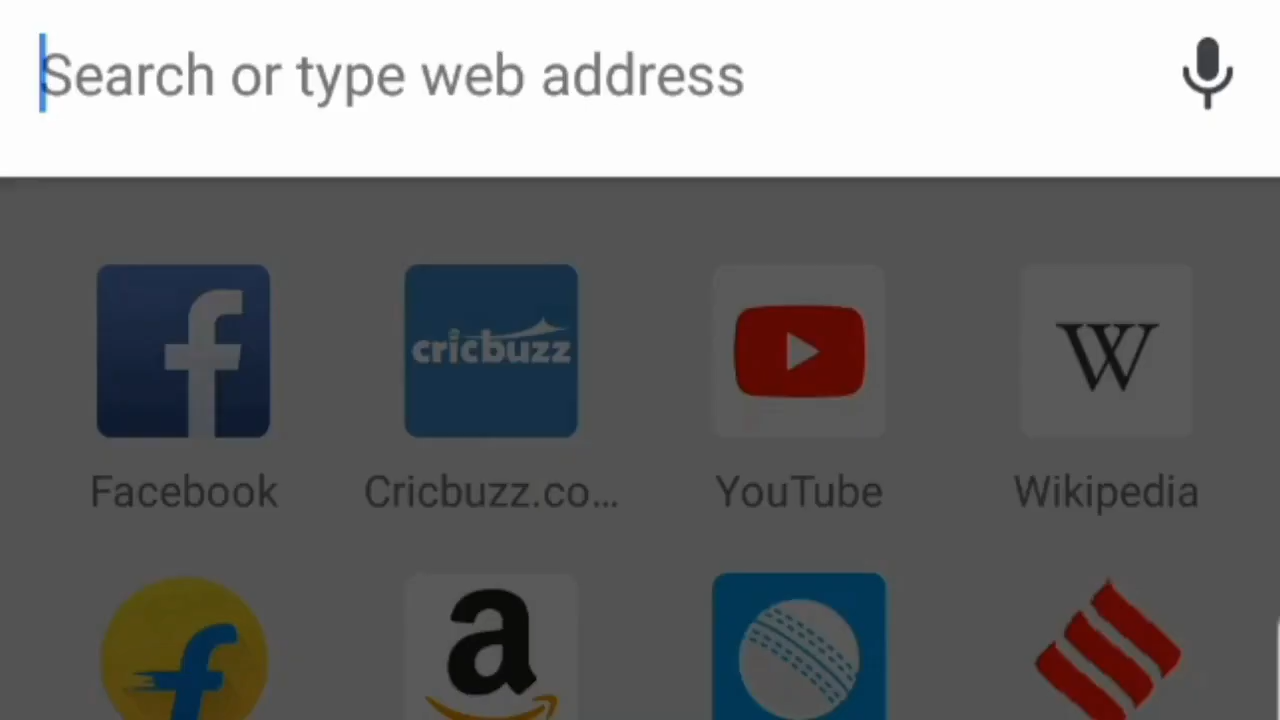 Search or type web address
cricbuzz
W
Facebook
Cricbuzz.co...
YouTube
Wikipedia
a